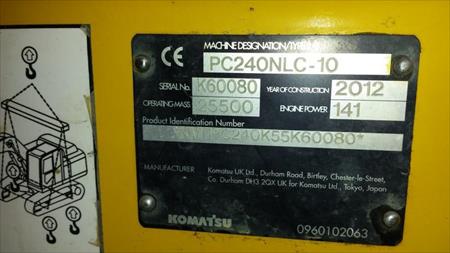 CE
MACHINE DESIGNATION/TYPE
PC240NLC-10
SERIAL No. K60080 YEAR OF CONSTRUCTION 2012
OPERATING MASS 25500 ENGINE POWER 141
Product Identification Number
240K55K60080*
MANUFACTURER Komatsu UK Ltd., Durham Road, Birtley, Chester-le-Street,
Co. Durham DH3 2QX UK for Komatsu Ltd., Tokyo, Japan
KOMATSU
0960102063